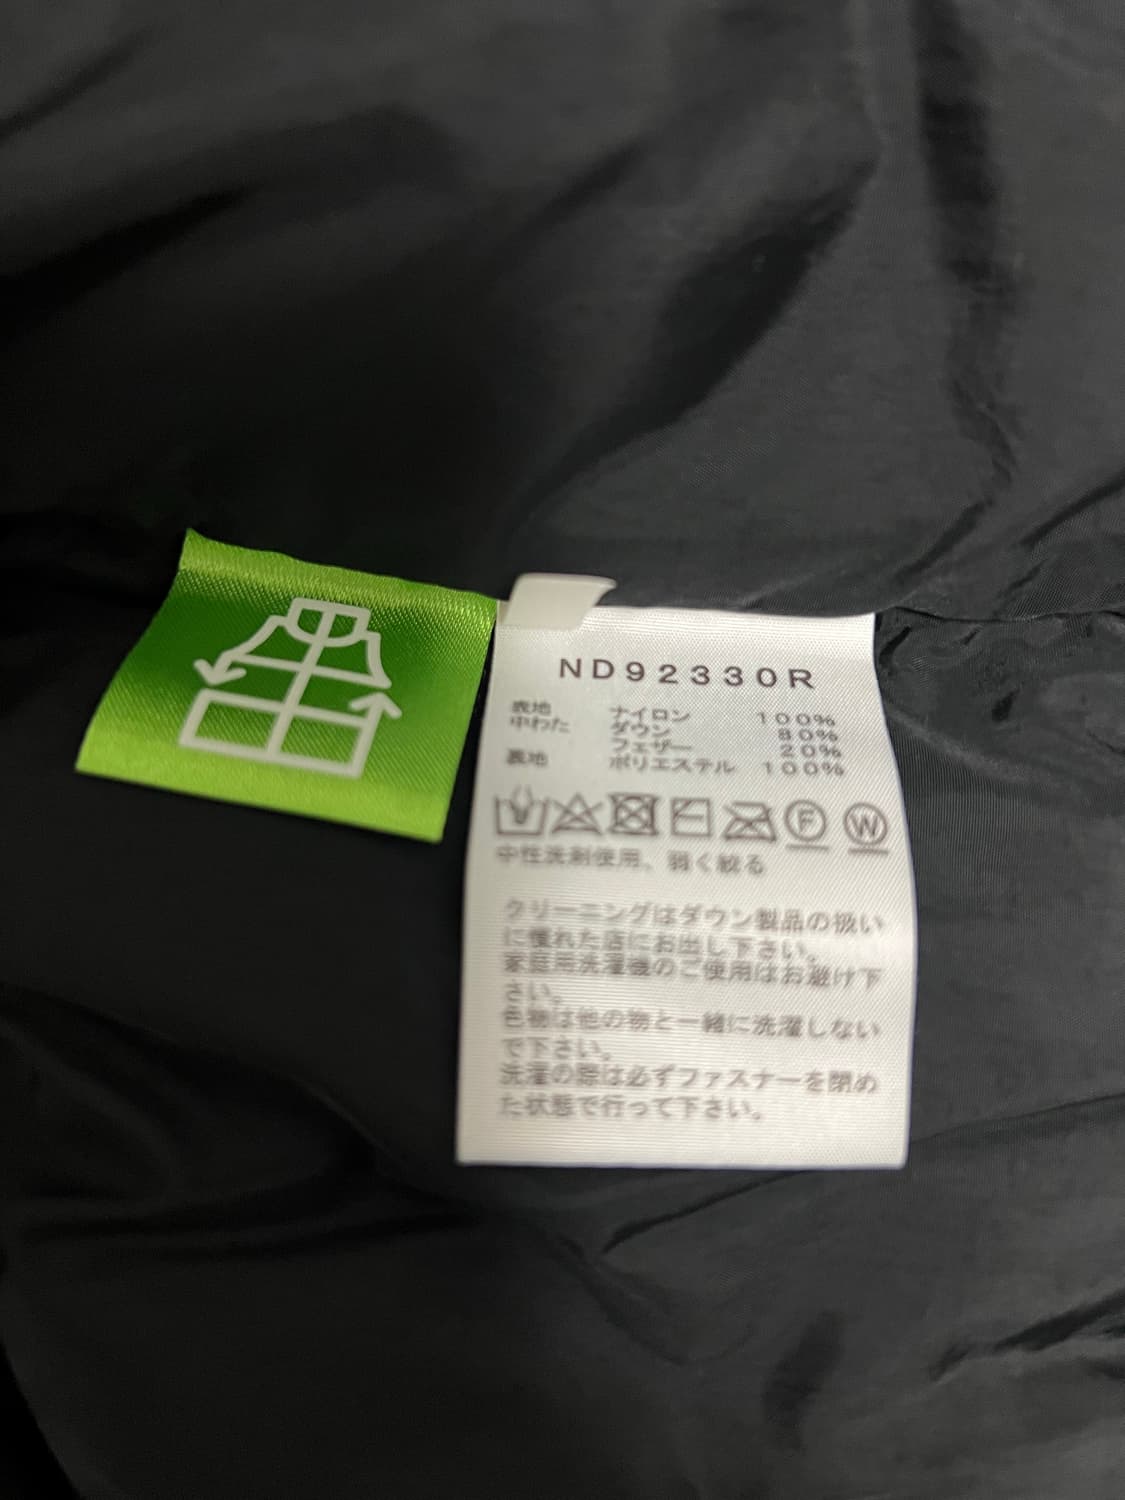 ND92330R
表地 ナイロン 100%
中わた ダウン 80%
フェザー 20%
裏地 ポリエステル 100%
F W
中性洗剤使用、弱く絞る
クリーニングはダウン製品の扱い
に慣れた店にお出し下さい。
家庭用洗濯機のご使用はお避け下
さい。
色物は他の物と一緒に洗濯しない
で下さい。
洗濯の際は必ずファスナーを閉め
た状態で行って下さい。